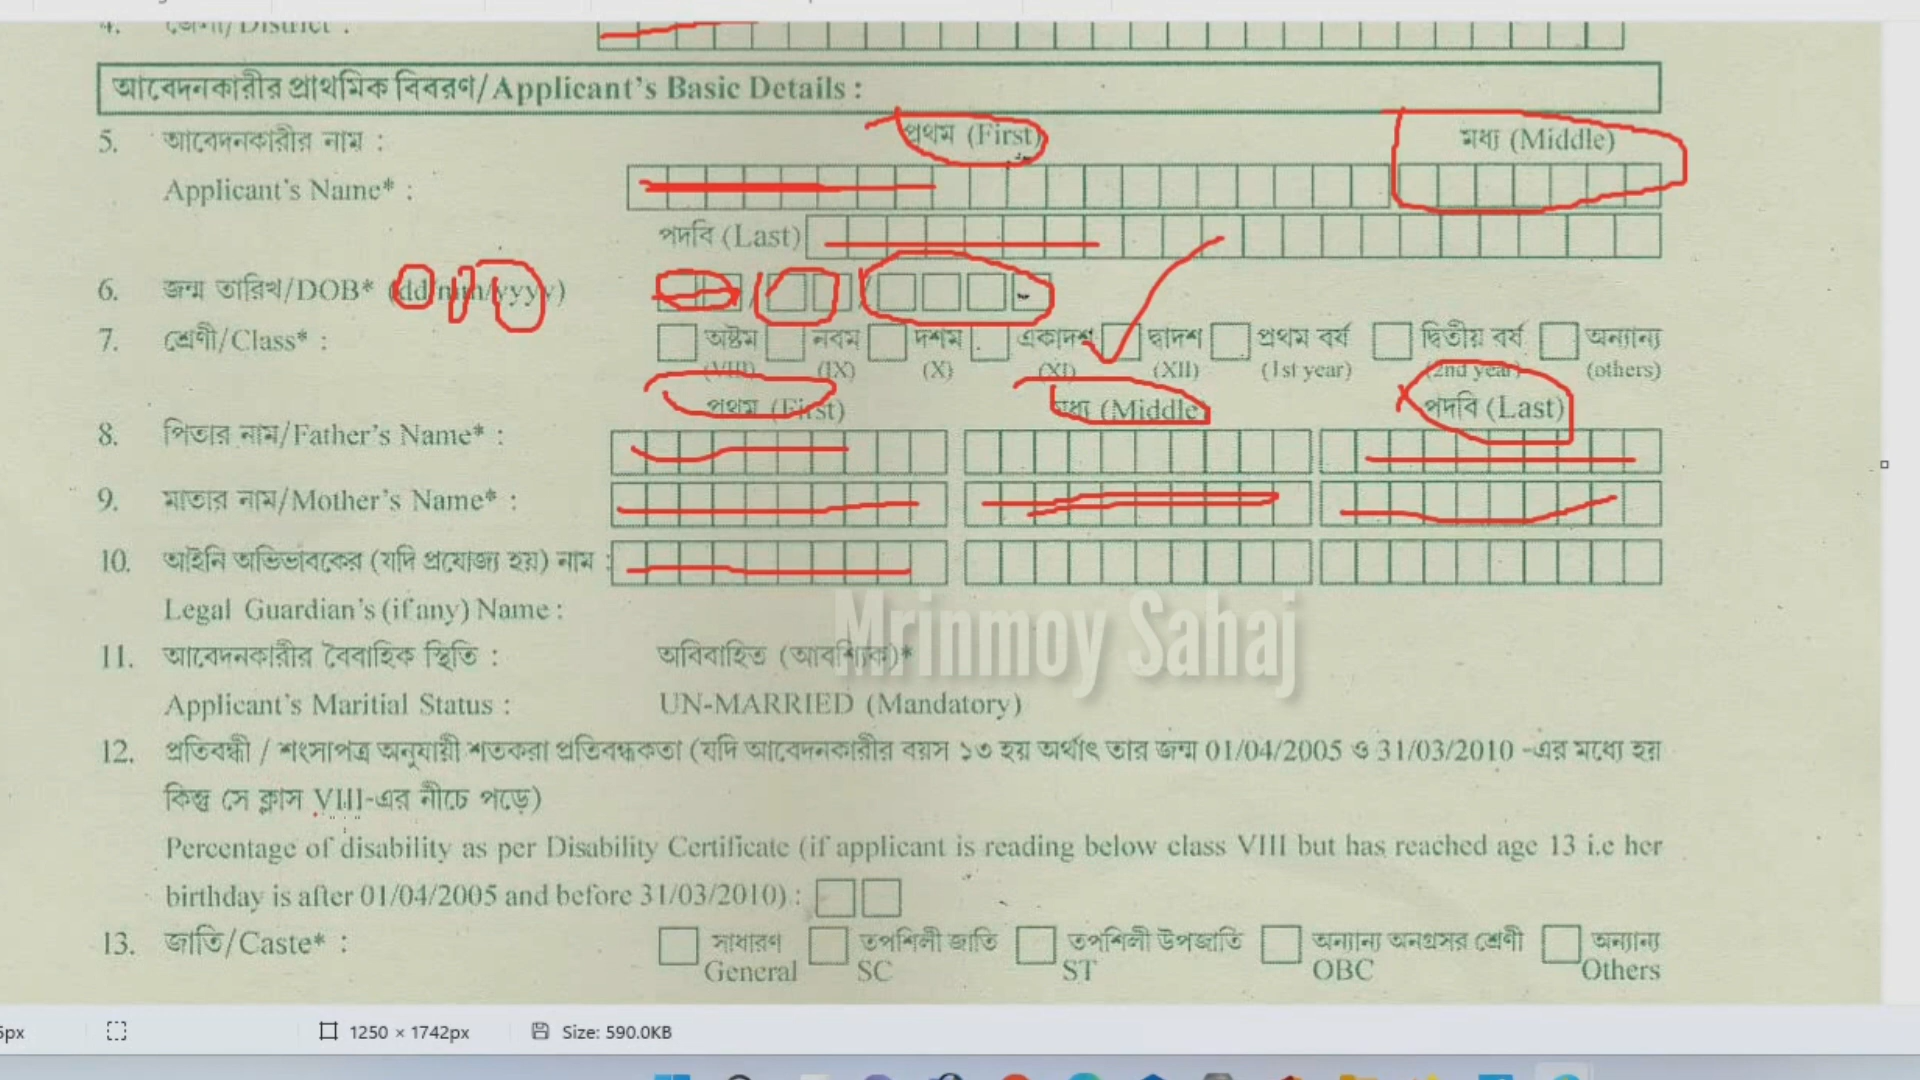 4. জেলা/District :
আবেদনকারীর প্রাথমিক বিবরণ/Applicant's Basic Details :
5. আবেদনকারীর নাম : প্রথম (First) মধ্য (Middle)
Applicant's Name* :
পদবি (Last)
6. জন্ম তারিখ/DOB* (dd/mm/yyyy)
7. শ্রেণী/Class* : অষ্টম নবম দশম একাদশ দ্বাদশ প্রথম বর্ষ দ্বিতীয় বর্ষ অন্যান্য
(VIII) (IX) (X) (XI) (XII) (1st year) (2nd year) (others)
প্রথম (First) মধ্য (Middle) পদবি (Last)
8. পিতার নাম/Father's Name* :
9. মাতার নাম/Mother's Name* :
10. আইনি অভিভাবকের (যদি প্রযোজ্য হয়) নাম :
Legal Guardian's (if any) Name :
Mrinmoy Sahaj
11. আবেদনকারীর বৈবাহিক স্থিতি : অবিবাহিত (আবশ্যিক)*
Applicant's Maritial Status : UN-MARRIED (Mandatory)
12. প্রতিবন্ধী / শংসাপত্র অনুযায়ী শতকরা প্রতিবন্ধকতা (যদি আবেদনকারীর বয়স ১৩ হয় অর্থাৎ তার জন্ম 01/04/2005 ও 31/03/2010 -এর মধ্যে হয়
কিন্তু সে ক্লাস VIII-এর নীচে পড়ে)
Percentage of disability as per Disability Certificate (if applicant is reading below class VIII but has reached age 13 i.e her
birthday is after 01/04/2005 and before 31/03/2010) :
13. জাতি/Caste* : সাধারণ তপশিলী জাতি তপশিলী উপজাতি অন্যান্য অনগ্রসর শ্রেণী অন্যান্য
General SC ST OBC Others
1250 × 1742px Size: 590.0KB